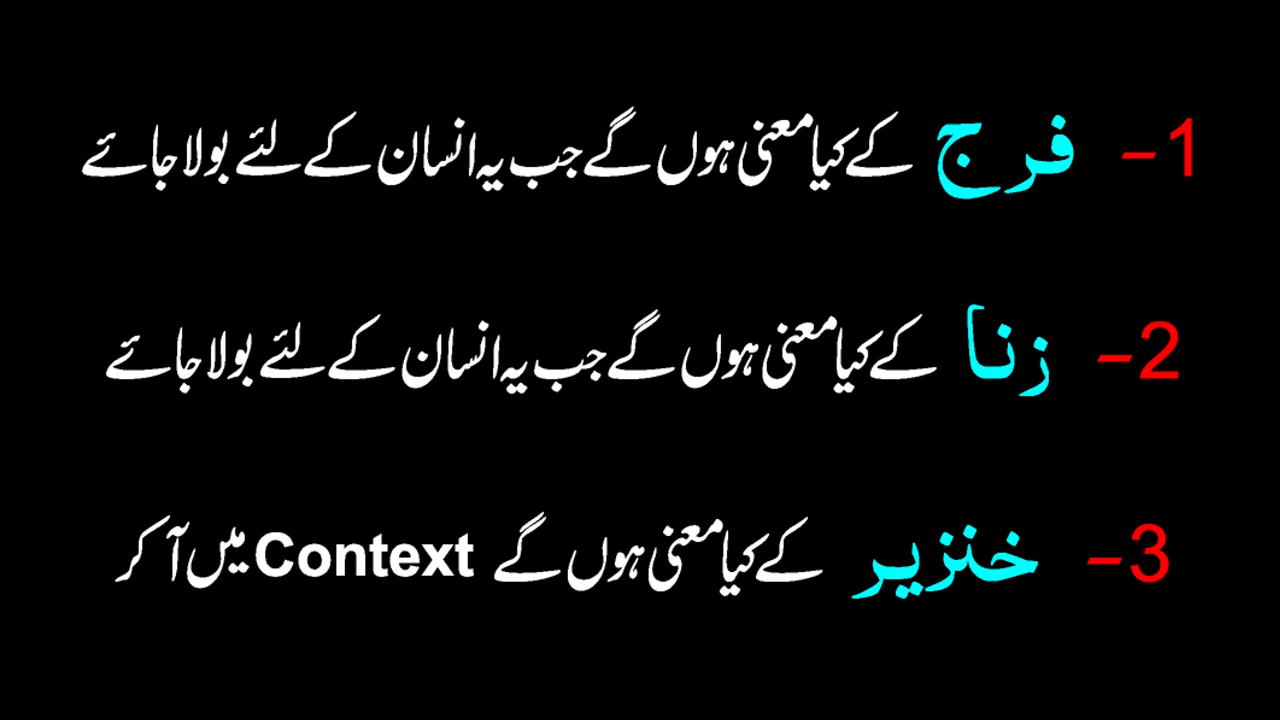 1- فرج کے کیا معنی ہوں گے جب یہ انسان کے لئے بولا جائے
2- زنا کے کیا معنی ہوں گے جب یہ انسان کے لئے بولا جائے
3- خنزیر کے کیا معنی ہوں گے Context میں آ کر